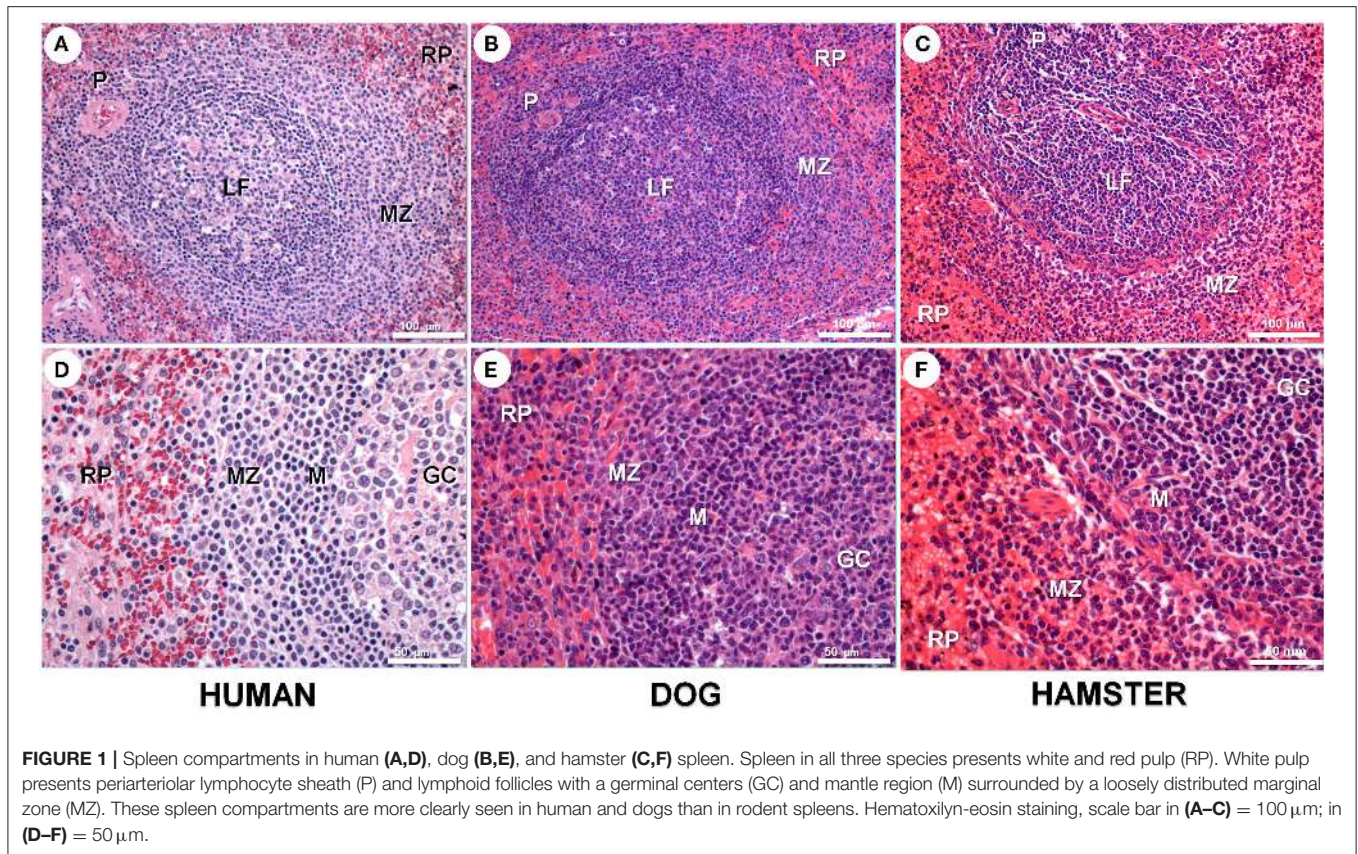 A
P
RP
LF
MZ
100 µm
B
P
RP
LF
MZ
100 µm
C
P
LF
MZ
RP
100 µm
D
RP
MZ
M
GC
50 µm
E
RP
MZ
M
GC
50 µm
F
GC
M
MZ
RP
50
HUMAN
DOG
HAMSTER
FIGURE 1 | Spleen compartments in human (A,D), dog (B,E), and hamster (C,F) spleen. Spleen in all three species presents white and red pulp (RP). White pulp
presents periarteriolar lymphocyte sheath (P) and lymphoid follicles with a germinal centers (GC) and mantle region (M) surrounded by a loosely distributed marginal
zone (MZ). These spleen compartments are more clearly seen in human and dogs than in rodent spleens. Hematoxilyn-eosin staining, scale bar in (A–C) = 100 µm; in
(D–F) = 50 µm.